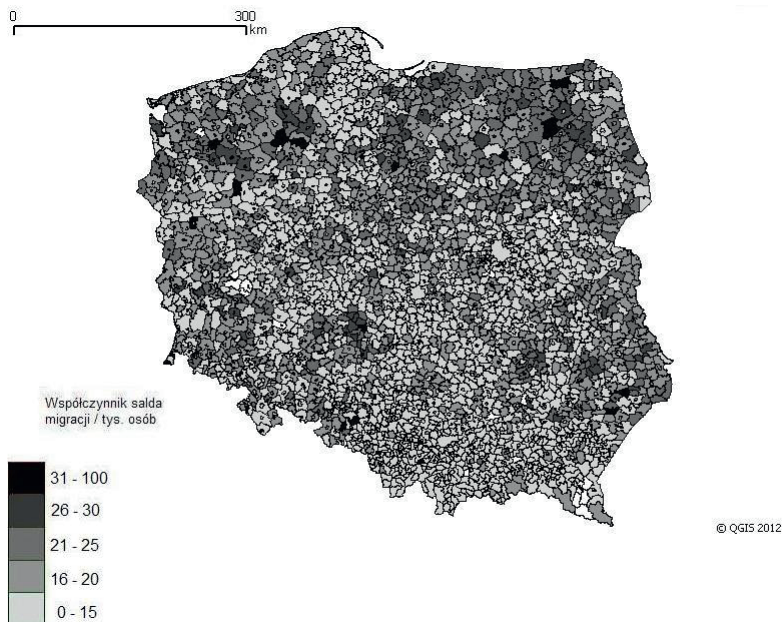 0 300
km
Współczynnik salda
migracji / tys. osób
31 - 100
26 - 30
21 - 25
16 - 20
0 - 15
© QGIS 2012